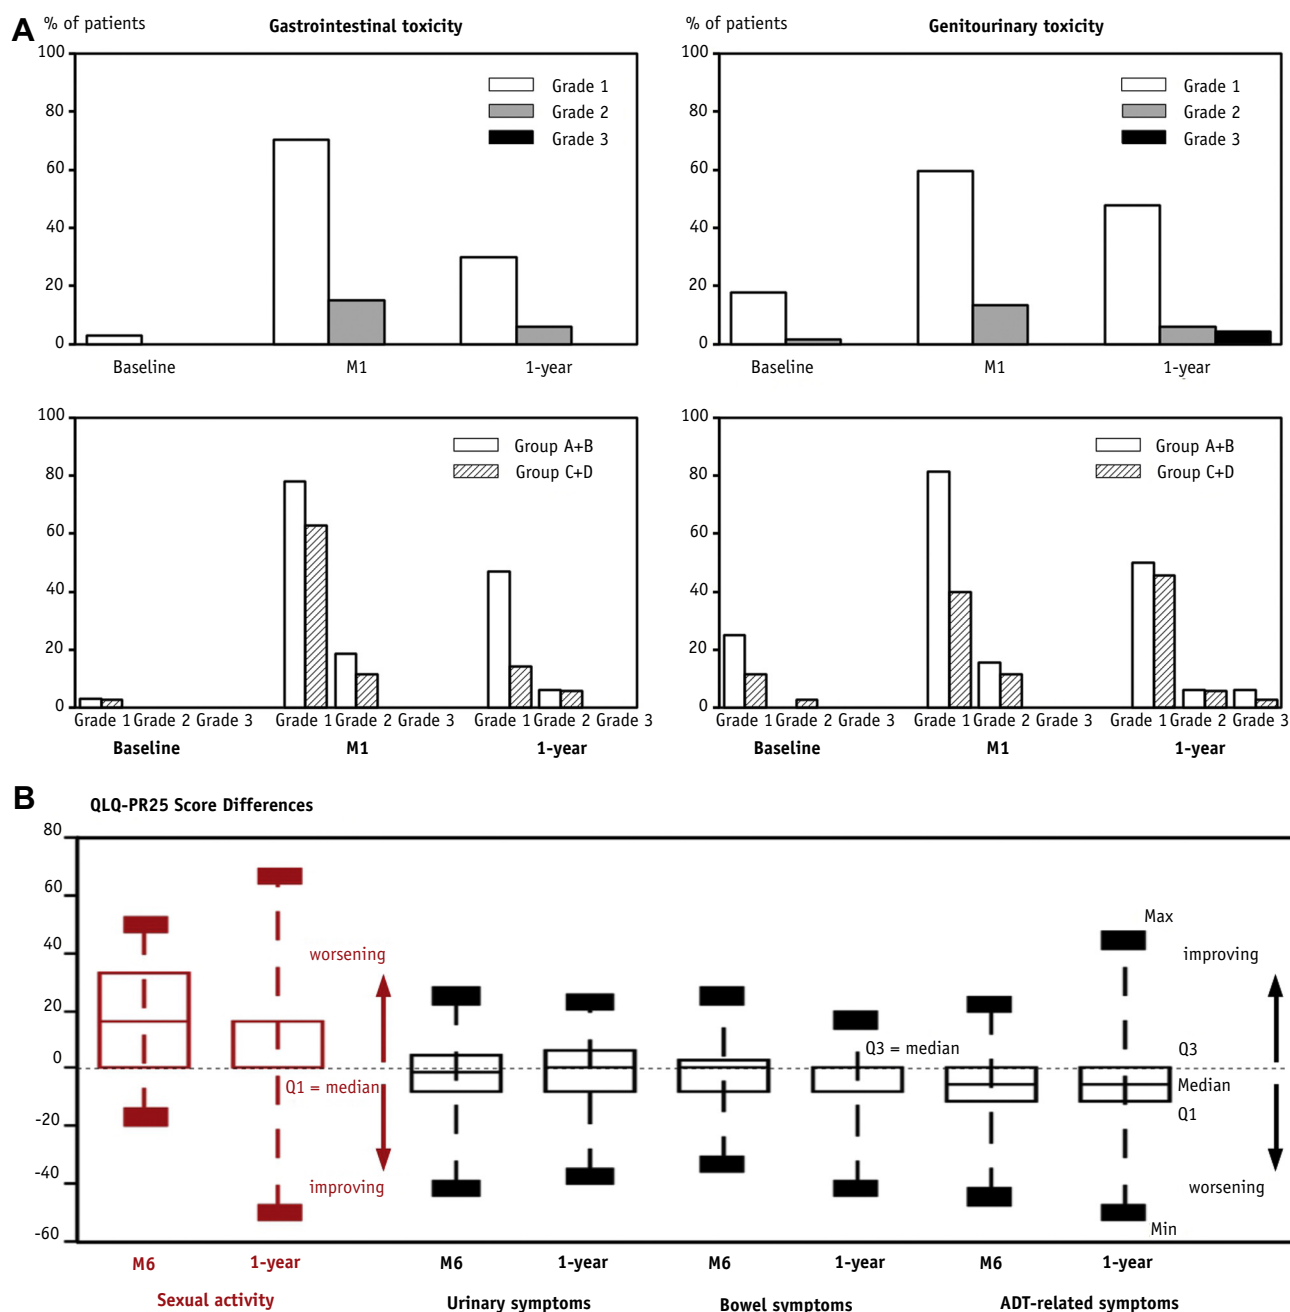 A
% of patients
Gastrointestinal toxicity
100
80
60
40
20
0
Grade 1
Grade 2
Grade 3
Baseline
M1
1-year
% of patients
Genitourinary toxicity
100
80
60
40
20
0
Grade 1
Grade 2
Grade 3
Baseline
M1
1-year
100
80
60
40
20
0
Group A+B
Group C+D
Grade 1 Grade 2 Grade 3
Grade 1 Grade 2 Grade 3
Grade 1 Grade 2 Grade 3
Baseline
M1
1-year
100
80
60
40
20
0
Group A+B
Group C+D
Grade 1 Grade 2 Grade 3
Grade 1 Grade 2 Grade 3
Grade 1 Grade 2 Grade 3
Baseline
M1
1-year
B
QLQ-PR25 Score Differences
80
60
40
20
0
-20
-40
-60
worsening
Q1 = median
improving
Q3 = median
Max
improving
Q3
Median
Q1
worsening
Min
M6
1-year
M6
1-year
M6
1-year
M6
1-year
Sexual activity
Urinary symptoms
Bowel symptoms
ADT-related symptoms